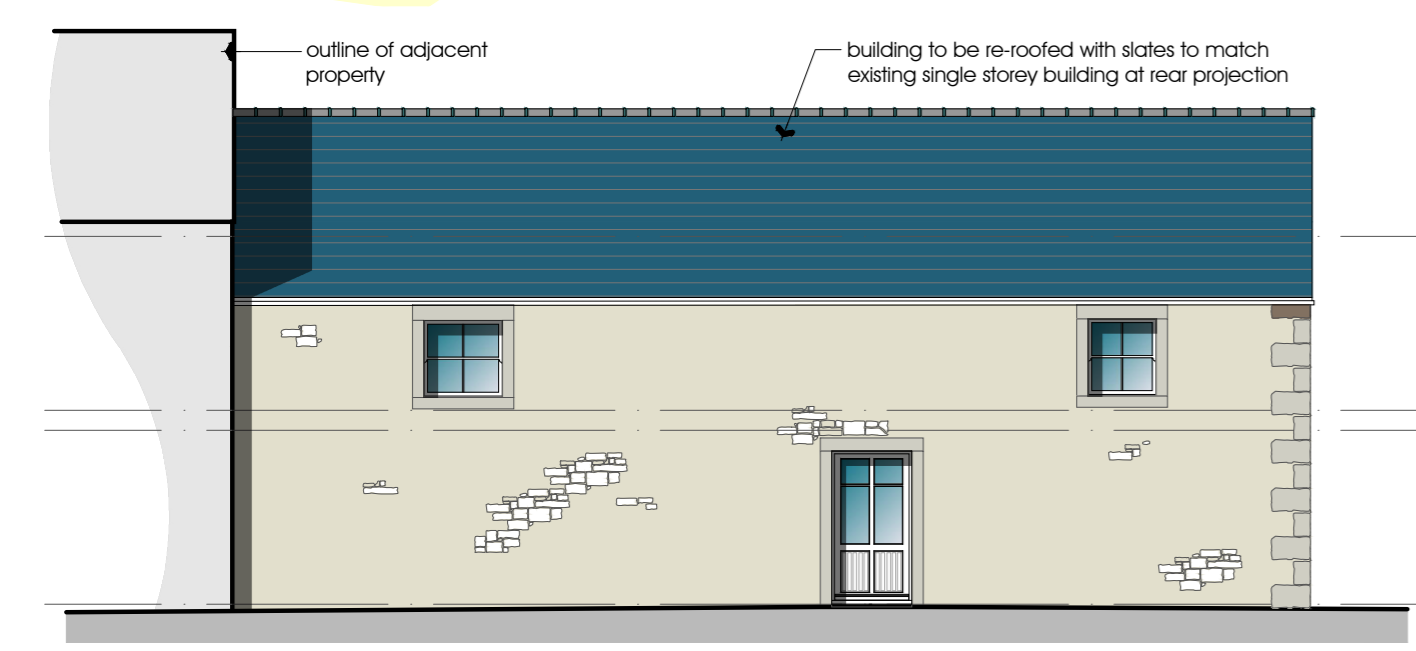 outline of adjacent
property
building to be re-roofed with slates to match
existing single storey building at rear projection